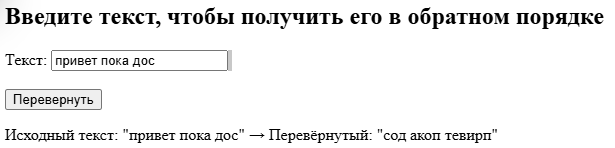 Введите текст, чтобы получить его в обратном порядке
Текст: привет пока дос
Перевернуть
Исходный текст: "привет пока дос" → Перевёрнутый: "сод акоп тевирп"